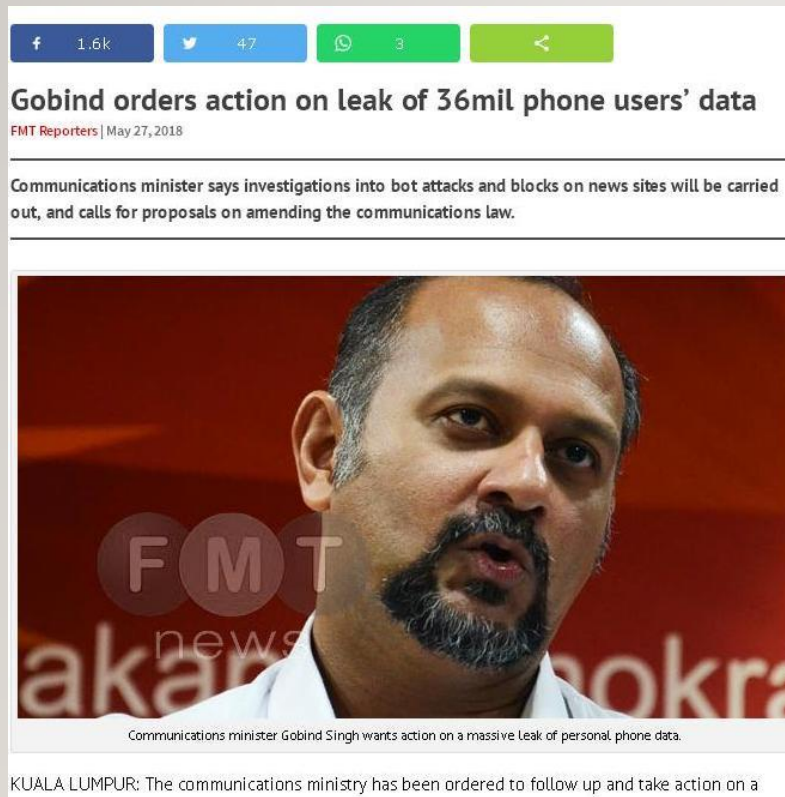 1.6k 47 3
Gobind orders action on leak of 36mil phone users’ data
FMT Reporters | May 27, 2018
Communications minister says investigations into bot attacks and blocks on news sites will be carried
out, and calls for proposals on amending the communications law.
FMT
news
akap okra
Communications minister Gobind Singh wants action on a massive leak of personal phone data.
KUALA LUMPUR: The communications ministry has been ordered to follow up and take action on a